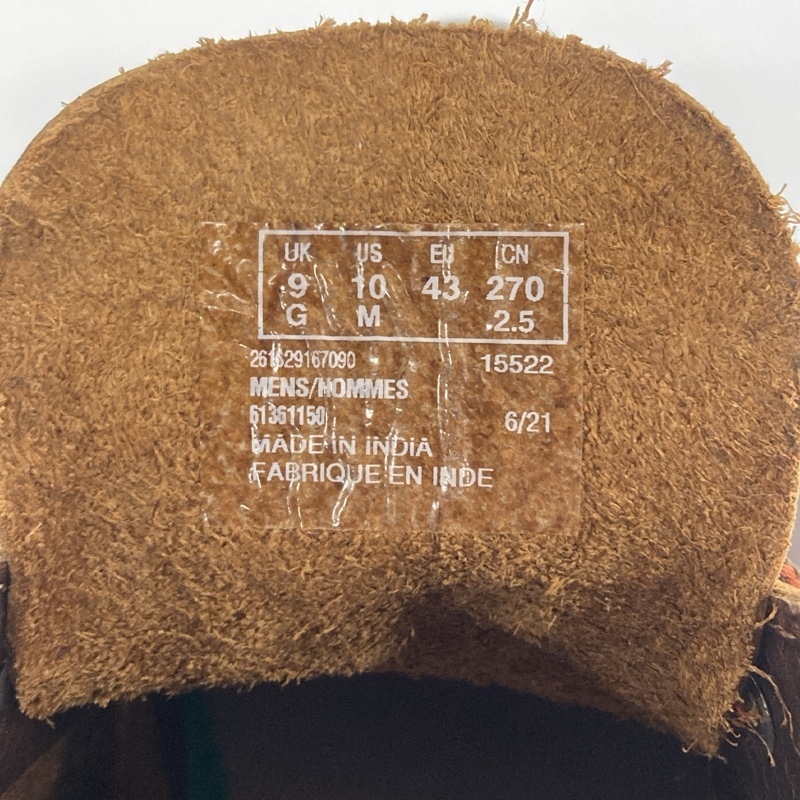 UK US EU CN
9 10 43 270
G M 2.5
261629167090 15522
MENS/HOMMES
61361150 6/21
MADE IN INDIA
FABRIQUE EN INDE